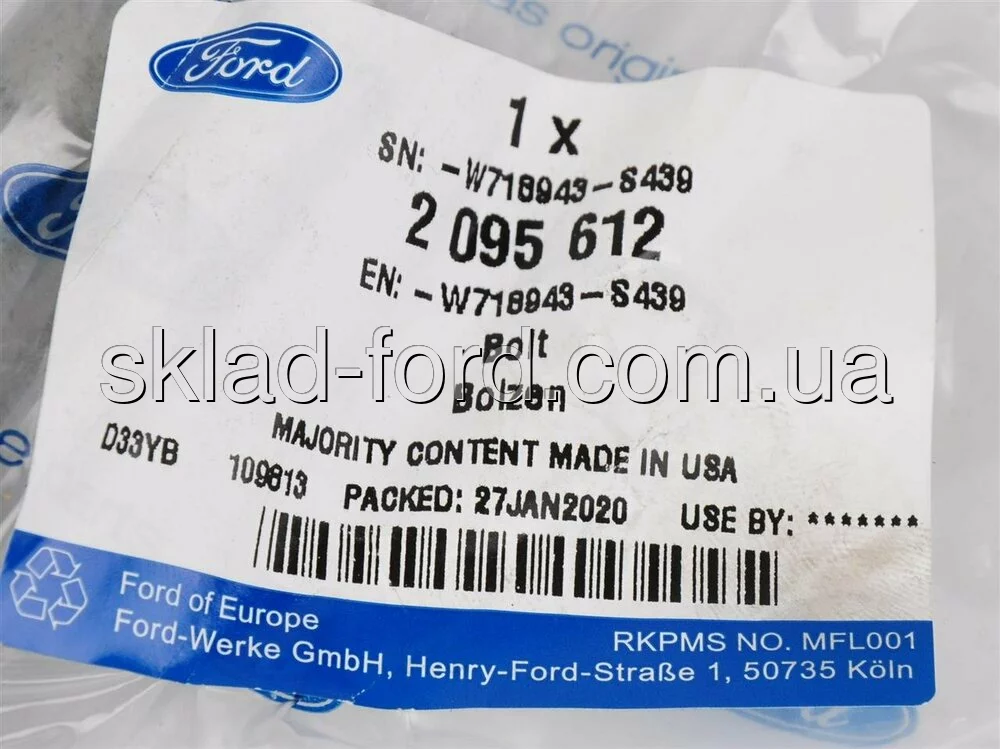 as origi
Ford
1 x
SN: -W718943-S439
2 095 612
EN: -W718943-S439
Bolt
sklad-ford.com.ua
Bolzen
MAJORITY CONTENT MADE IN USA
D33YB 109813 PACKED: 27JAN2020 USE BY: *******
Ford of Europe
RKPMS NO. MFL001
Ford-Werke GmbH, Henry-Ford-Straße 1, 50735 Köln